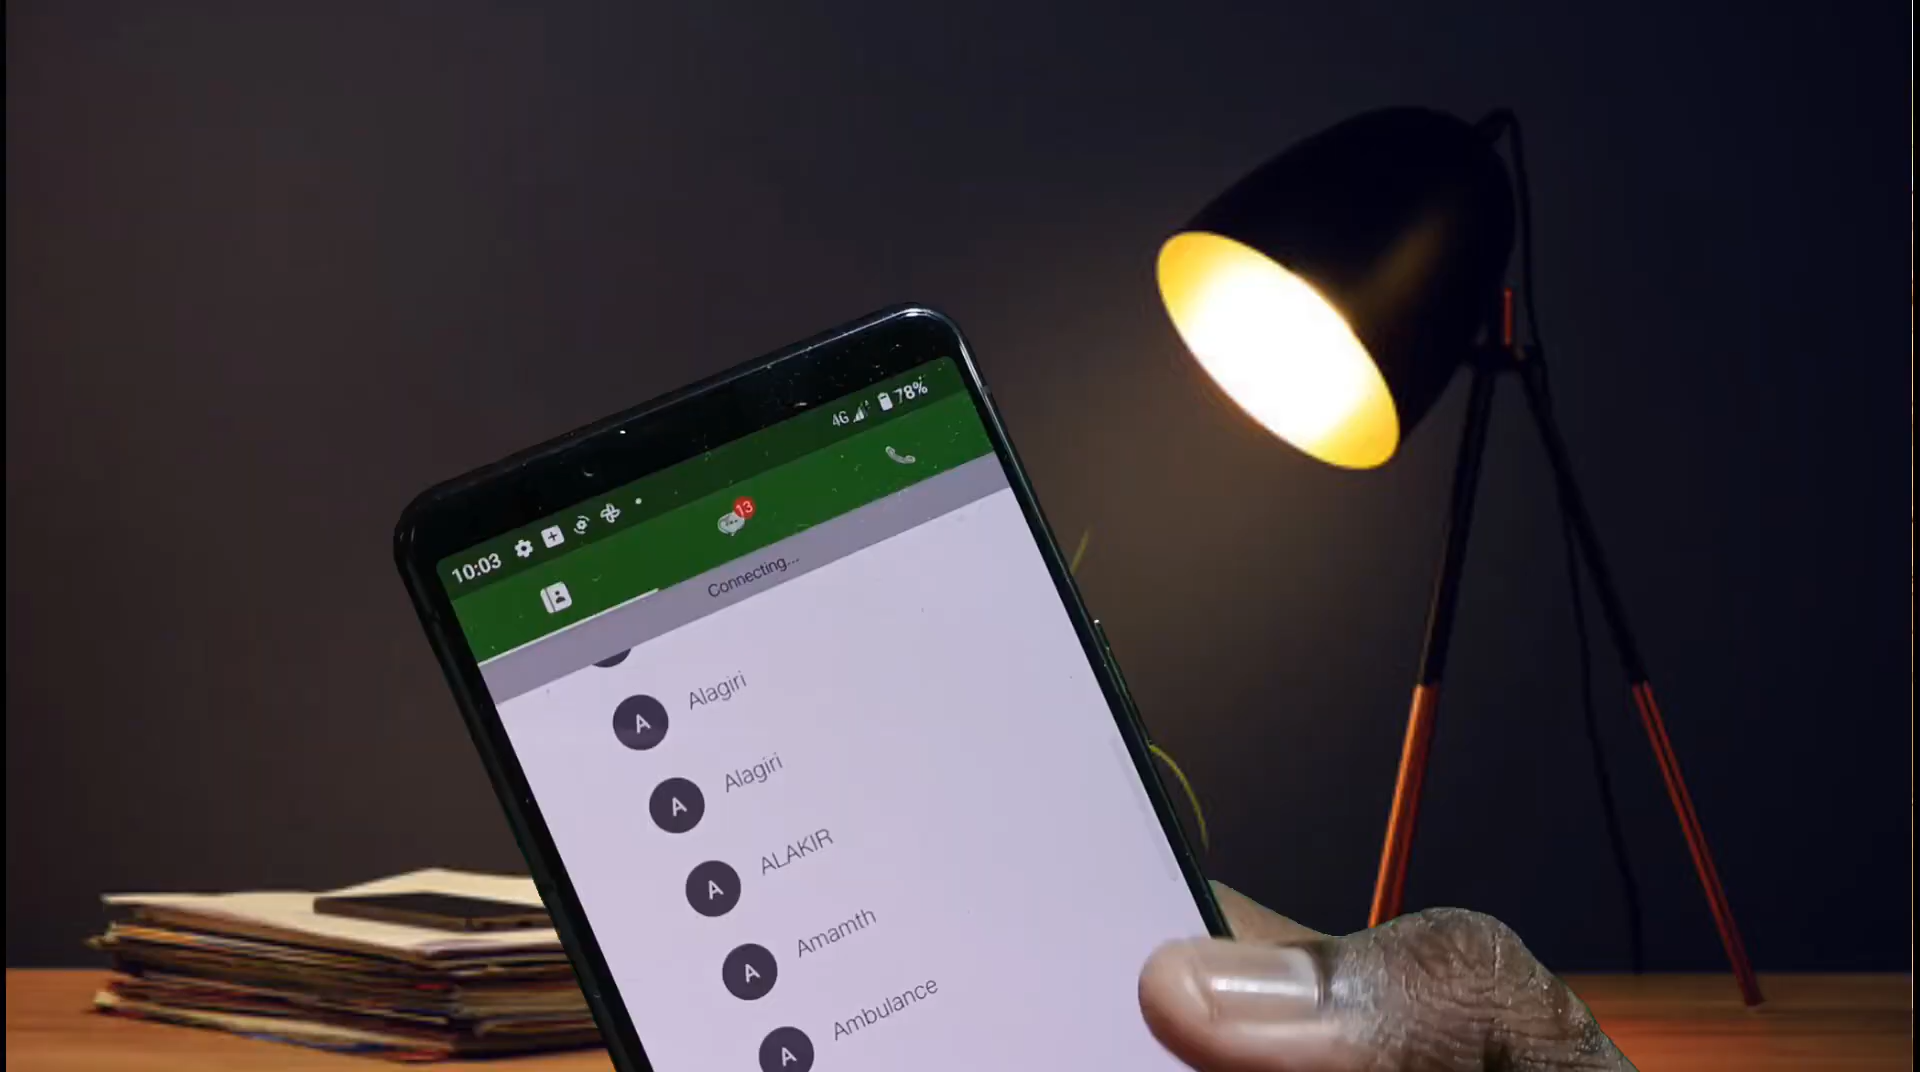 10:03
4G 78%
13
Connecting...
A Alagiri
A Alagiri
A ALAKIR
A Amamth
A Ambulance